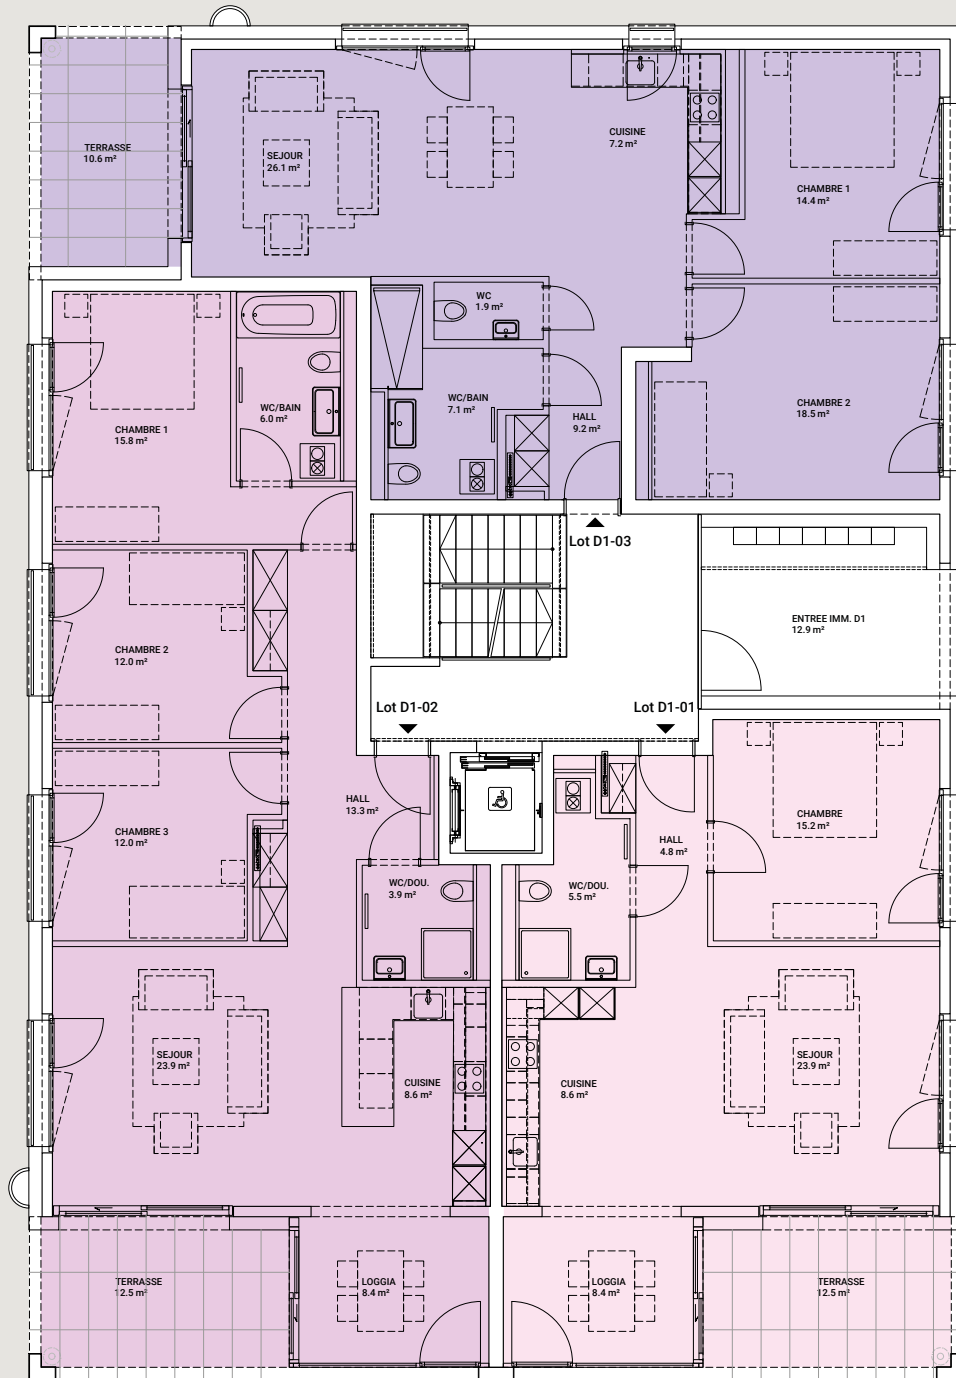 TERRASSE
10.6 m²
SEJOUR
26.1 m²
CUISINE
7.2 m²
CHAMBRE 1
14.4 m²
WC
1.9 m²
WC/BAIN
7.1 m²
HALL
9.2 m²
CHAMBRE 2
18.5 m²
CHAMBRE 1
15.8 m²
WC/BAIN
6.0 m²
Lot D1-03
ENTREE IMM. D1
12.9 m²
CHAMBRE 2
12.0 m²
Lot D1-02
Lot D1-01
HALL
13.3 m²
CHAMBRE 3
12.0 m²
HALL
4.8 m²
CHAMBRE
15.2 m²
WC/DOU.
3.9 m²
WC/DOU.
5.5 m²
SEJOUR
23.9 m²
CUISINE
8.6 m²
CUISINE
8.6 m²
SEJOUR
23.9 m²
TERRASSE
12.5 m²
LOGGIA
8.4 m²
LOGGIA
8.4 m²
TERRASSE
12.5 m²